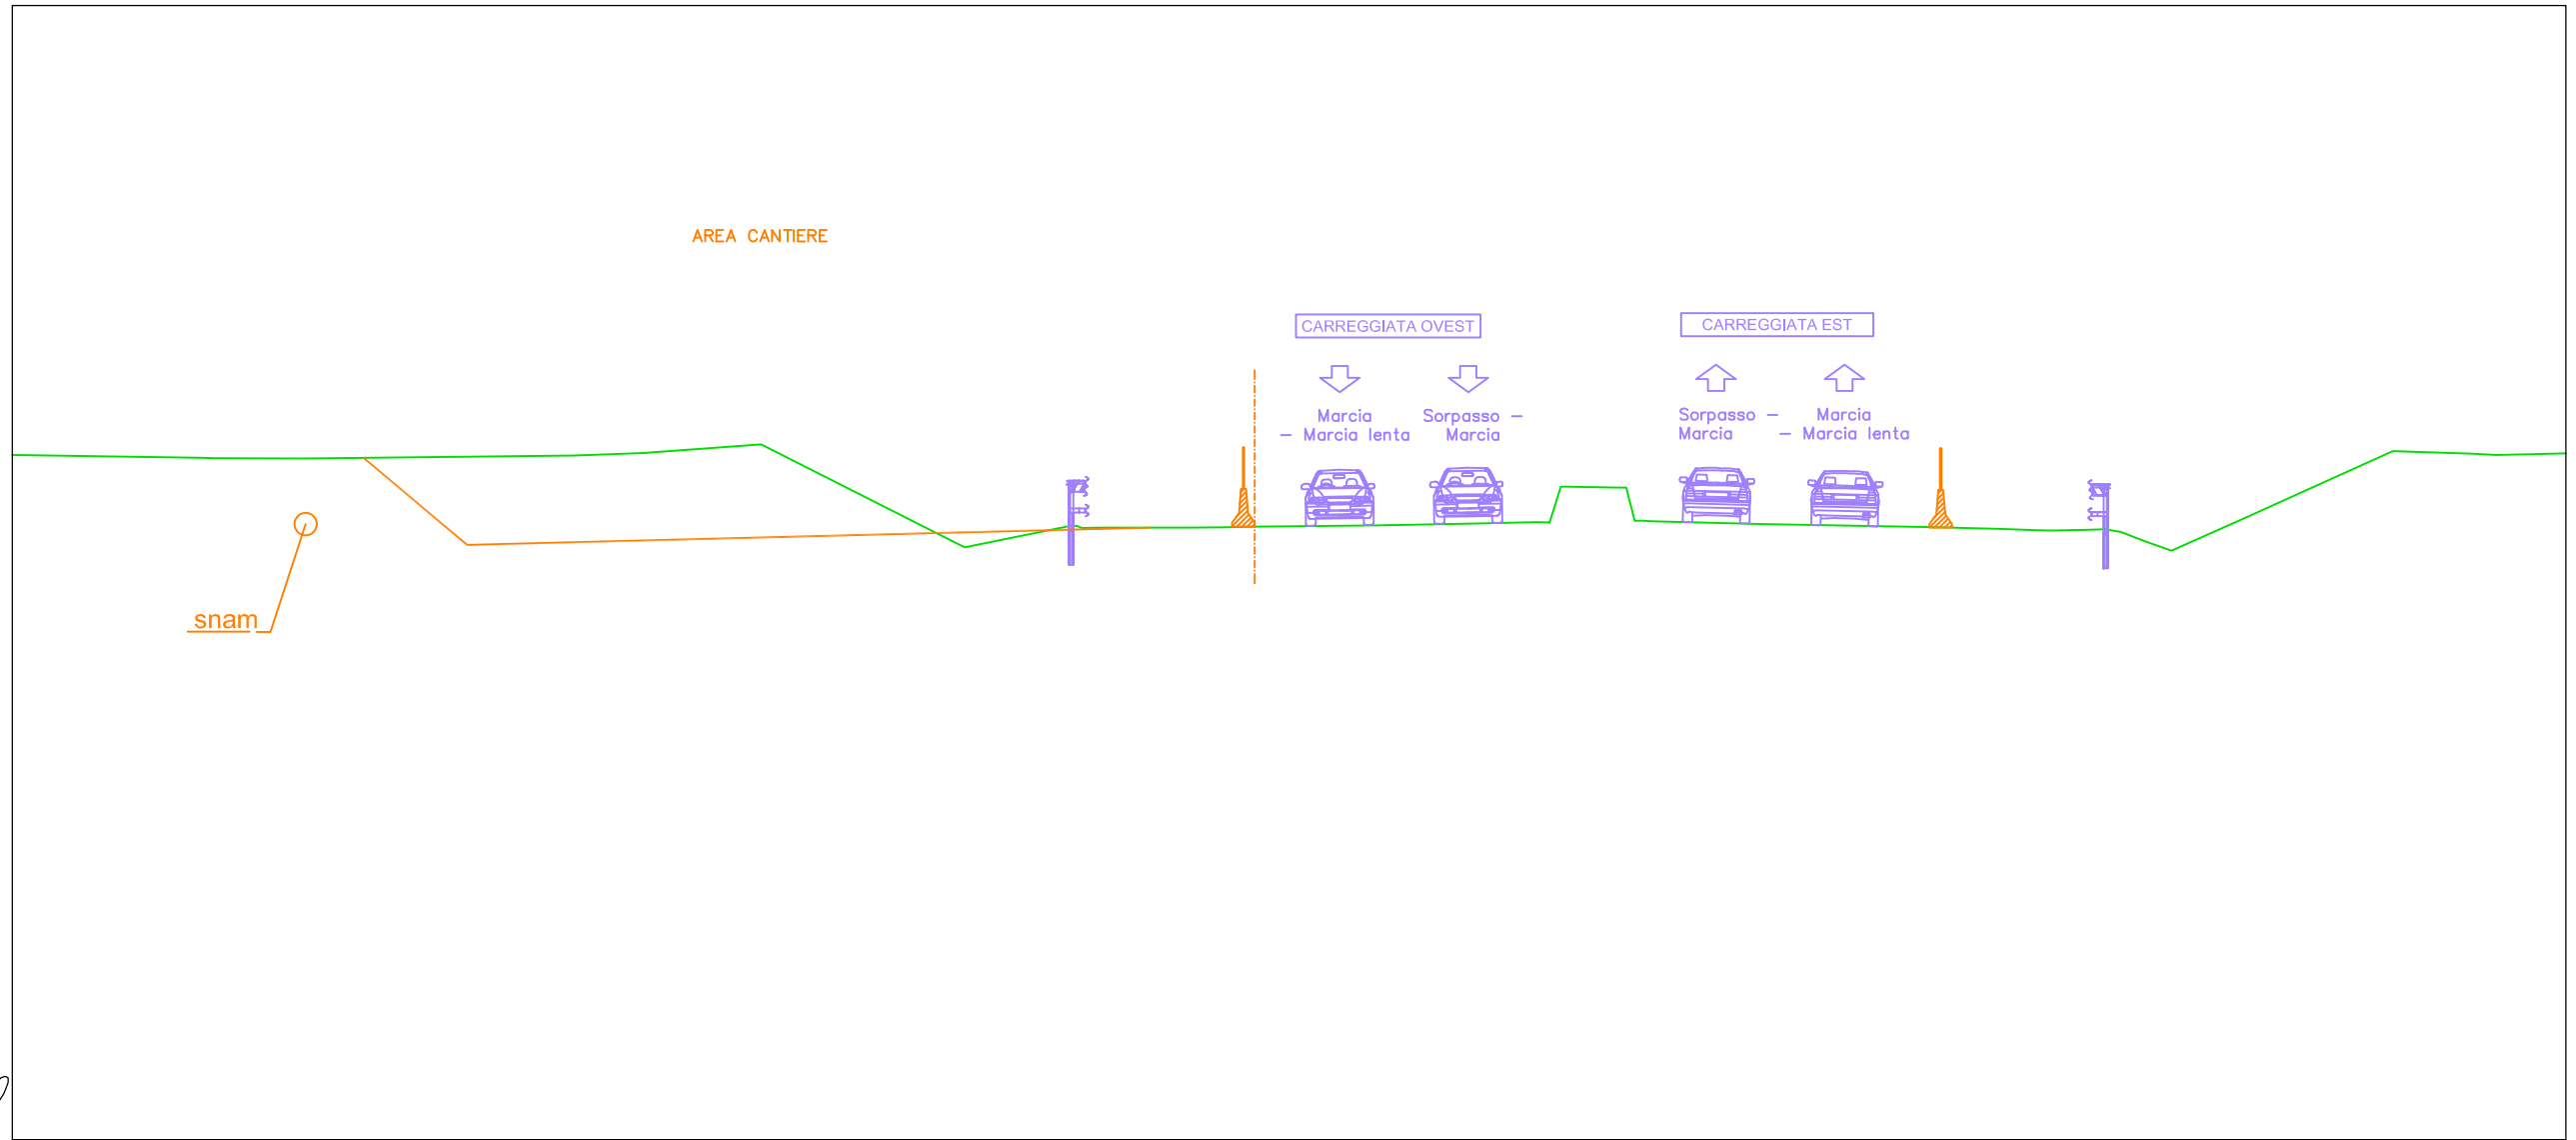 AREA CANTIERE
CARREGGIATA OVEST
CARREGGIATA EST
Marcia
– Marcia lenta
Sorpasso –
Marcia
Sorpasso –
Marcia
Marcia
– Marcia lenta
snam